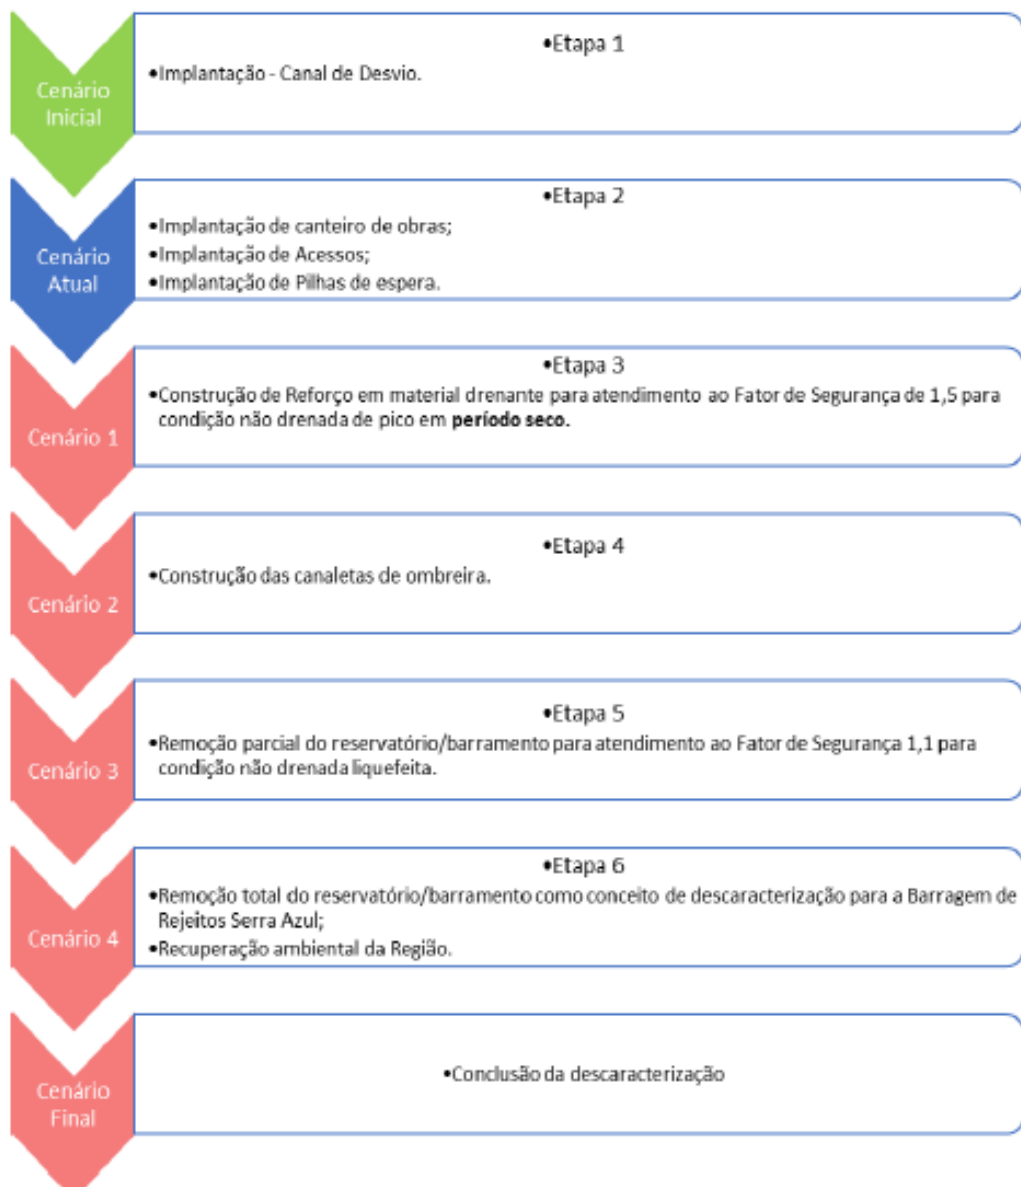 Cenário
Inicial
•Etapa 1
•Implantação - Canal de Desvio.
Cenário
Atual
•Etapa 2
•Implantação de canteiro de obras;
•Implantação de Acessos;
•Implantação de Pilhas de espera.
Cenário 1
•Etapa 3
•Construção de Reforço em material drenante para atendimento ao Fator de Segurança de 1,5 para
condição não drenada de pico em período seco.
Cenário 2
•Etapa 4
•Construção das canaletas de ombreira.
Cenário 3
•Etapa 5
•Remoção parcial do reservatório/barramento para atendimento ao Fator de Segurança 1,1 para
condição não drenada liquefeita.
Cenário 4
•Etapa 6
•Remoção total do reservatório/barramento como conceito de descaracterização para a Barragem de
Rejeitos Serra Azul;
•Recuperação ambiental da Região.
Cenário
Final
•Conclusão da descaracterização